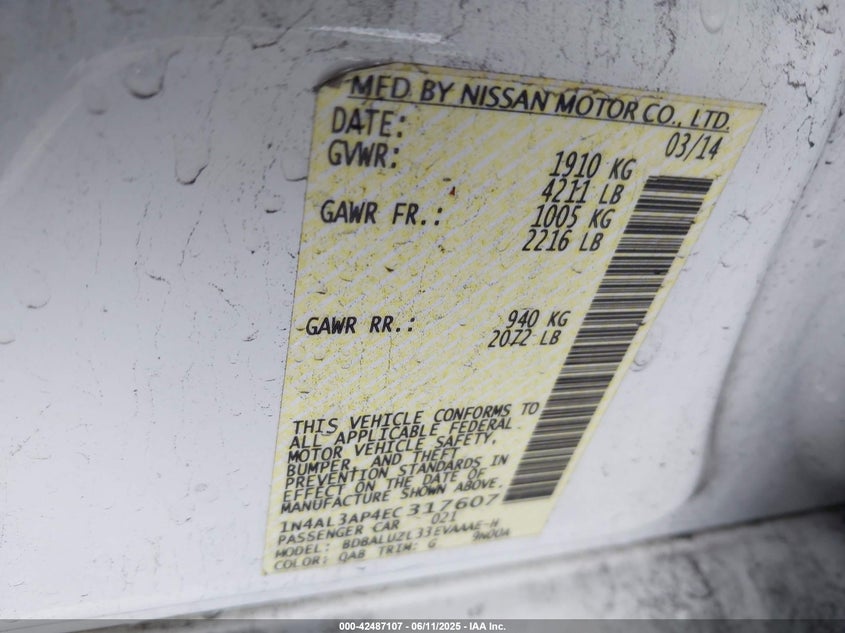 MFD BY NISSAN MOTOR CO., LTD.
DATE: 03/14
GVWR: 1910 KG
4211 LB
GAWR FR.: 1005 KG
2216 LB
GAWR RR.: 940 KG
2072 LB
THIS VEHICLE CONFORMS TO
ALL APPLICABLE FEDERAL
MOTOR VEHICLE SAFETY,
BUMPER, AND THEFT
PREVENTION STANDARDS IN
EFFECT ON THE DATE OF
MANUFACTURE SHOWN ABOVE.
1N4AL3AP4EC317607
PASSENGER CAR 021
MODEL: BDBALUZL33EVAAAE-H
COLOR: QAB TRIM: G 9N00A
000-42487107 - 06/11/2025 - IAA Inc.